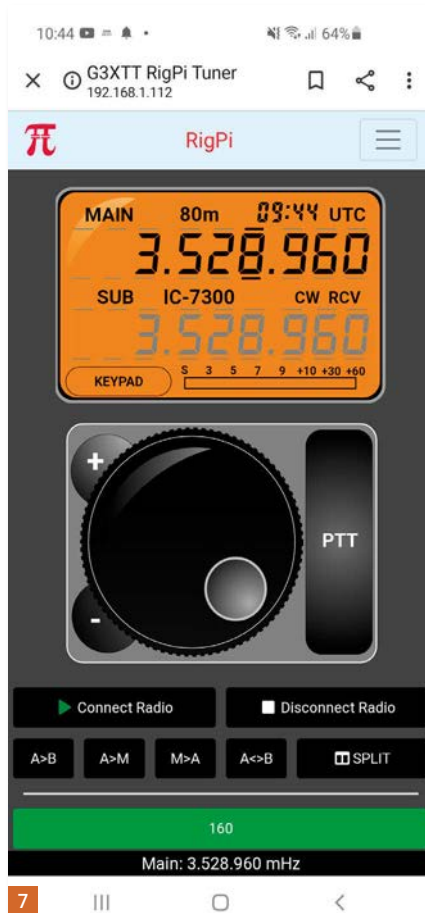 10:44
64%
G3XTT RigPi Tuner
192.168.1.112
π RigPi
MAIN 80m 09:44 UTC
3.528.960
SUB IC-7300 CW RCV
3.528.960
KEYPAD S 3 5 7 9 +10 +30 +60
+
PTT
-
Connect Radio Disconnect Radio
A>B A>M M>A A<>B SPLIT
160
Main: 3.528.960 mHz
7